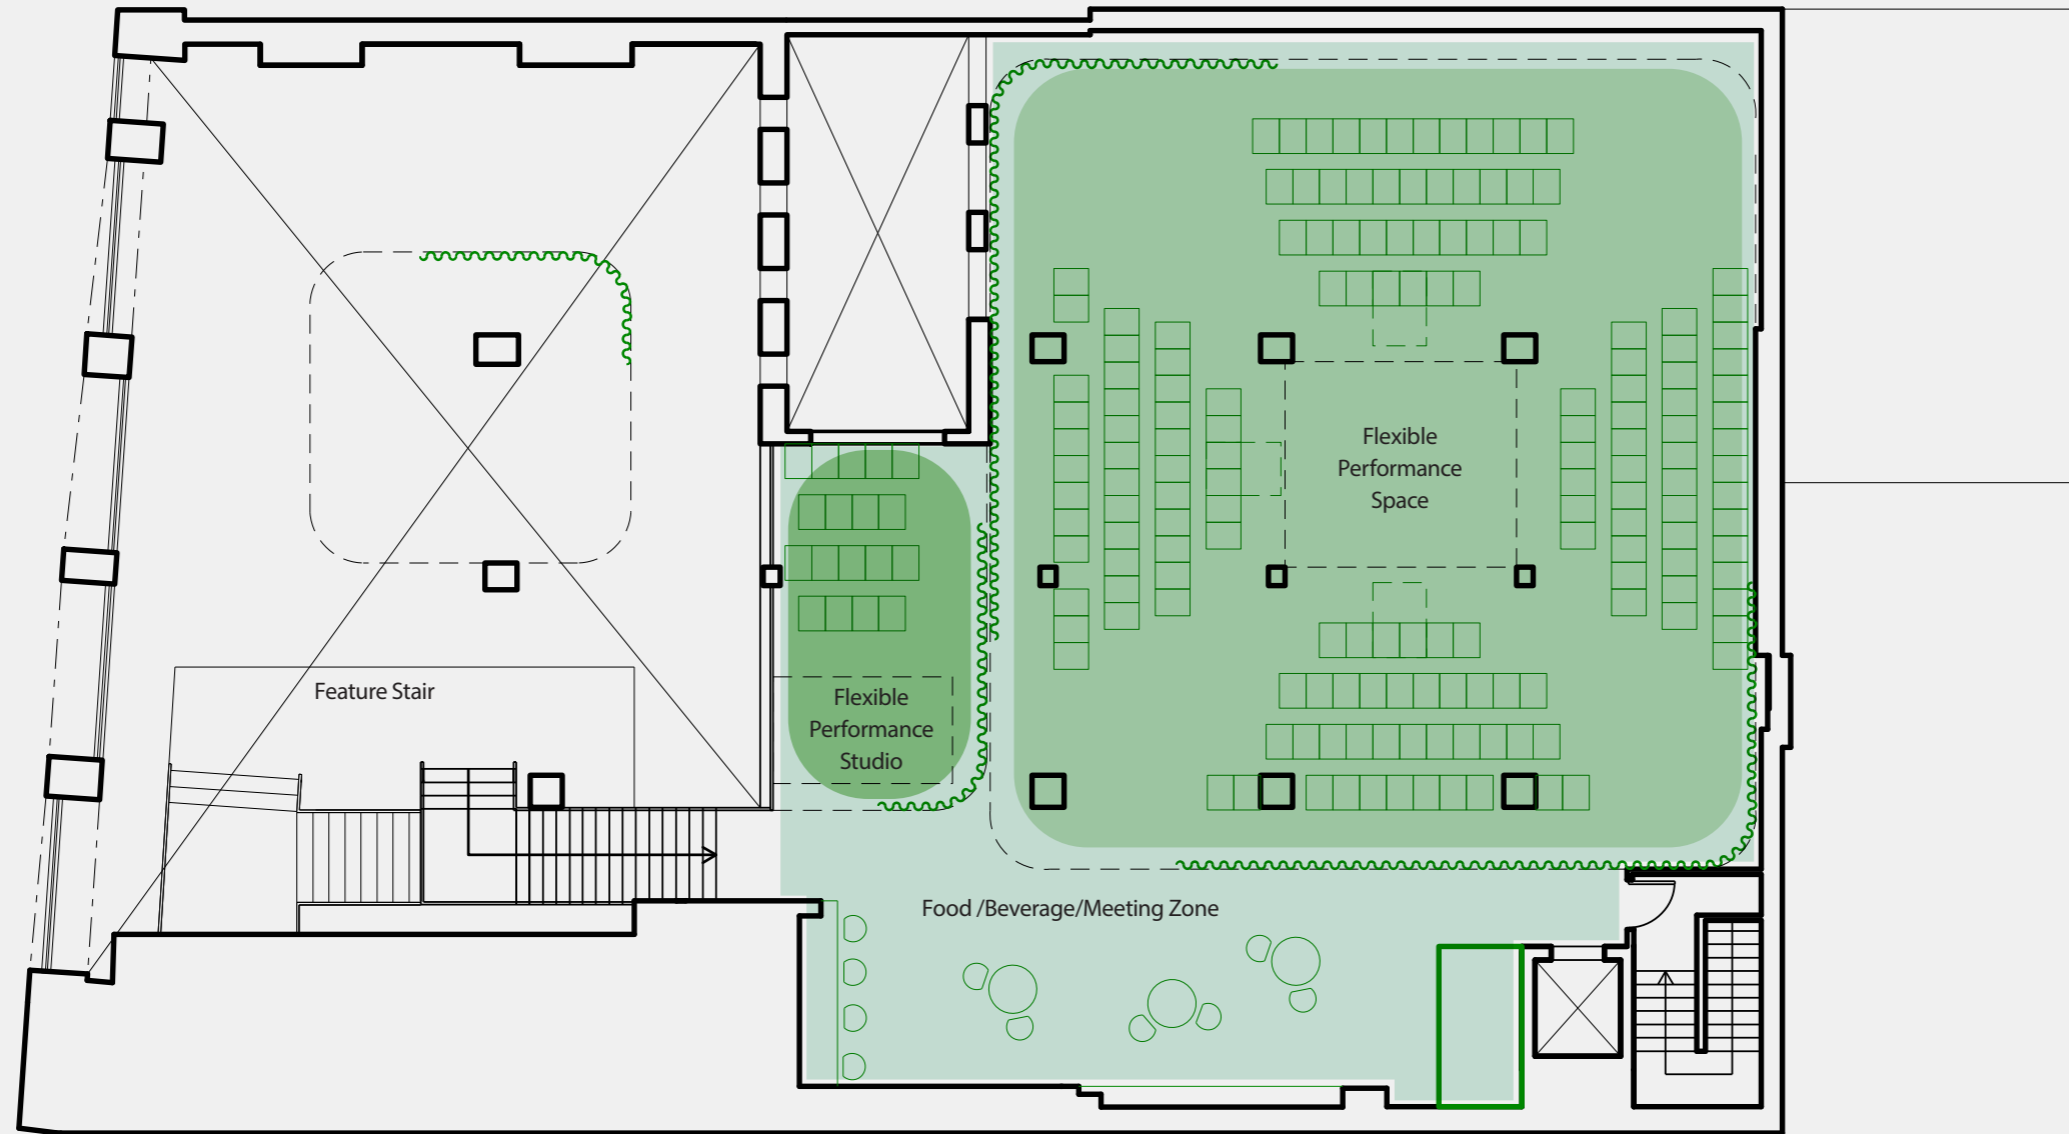 Flexible
Performance
Space
Feature Stair
Flexible
Performance
Studio
Food /Beverage/Meeting Zone